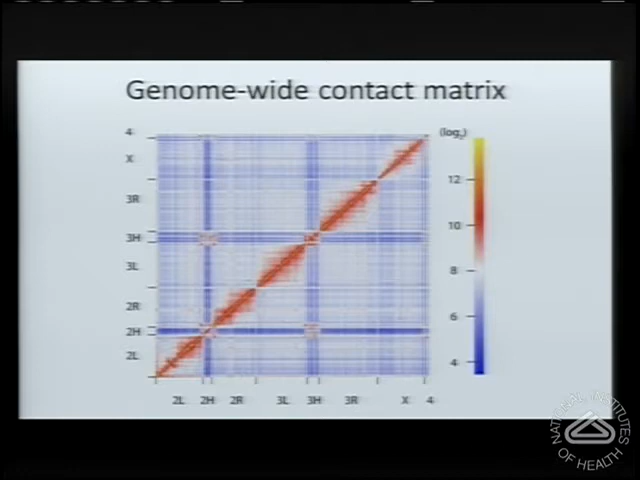 Genome-wide contact matrix
4
(log₂)
X
12
3R
10
3H
8
3L
2R
6
2H
2L
4
2L 2H 2R 3L 3H 3R X 4
NATIONAL INSTITUTES
OF HEALTH